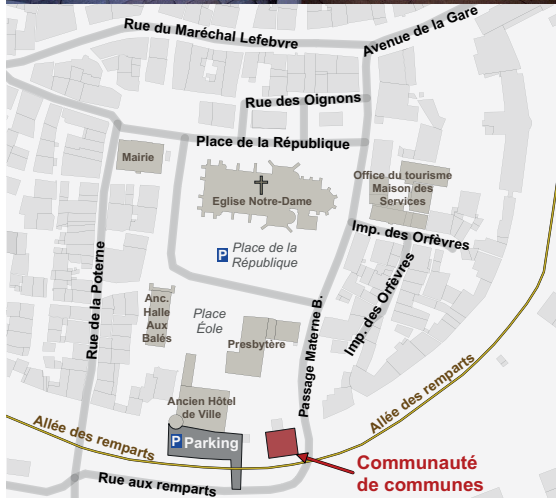 Rue du Maréchal Lefebvre
Avenue de la Gare
Rue des Oignons
Place de la République
Mairie
Eglise Notre-Dame
Office du tourisme
Maison des
Services
Imp. des Orfèvres
P Place de la
République
Rue de la Poterne
Anc.
Halle
Aux
Balés
Place
Éole
Presbytère
Passage Materne B.
Imp. des Orfèvres
Ancien Hôtel
de Ville
Allée des remparts
Allée des remparts
P Parking
Rue aux remparts
Communauté
de communes